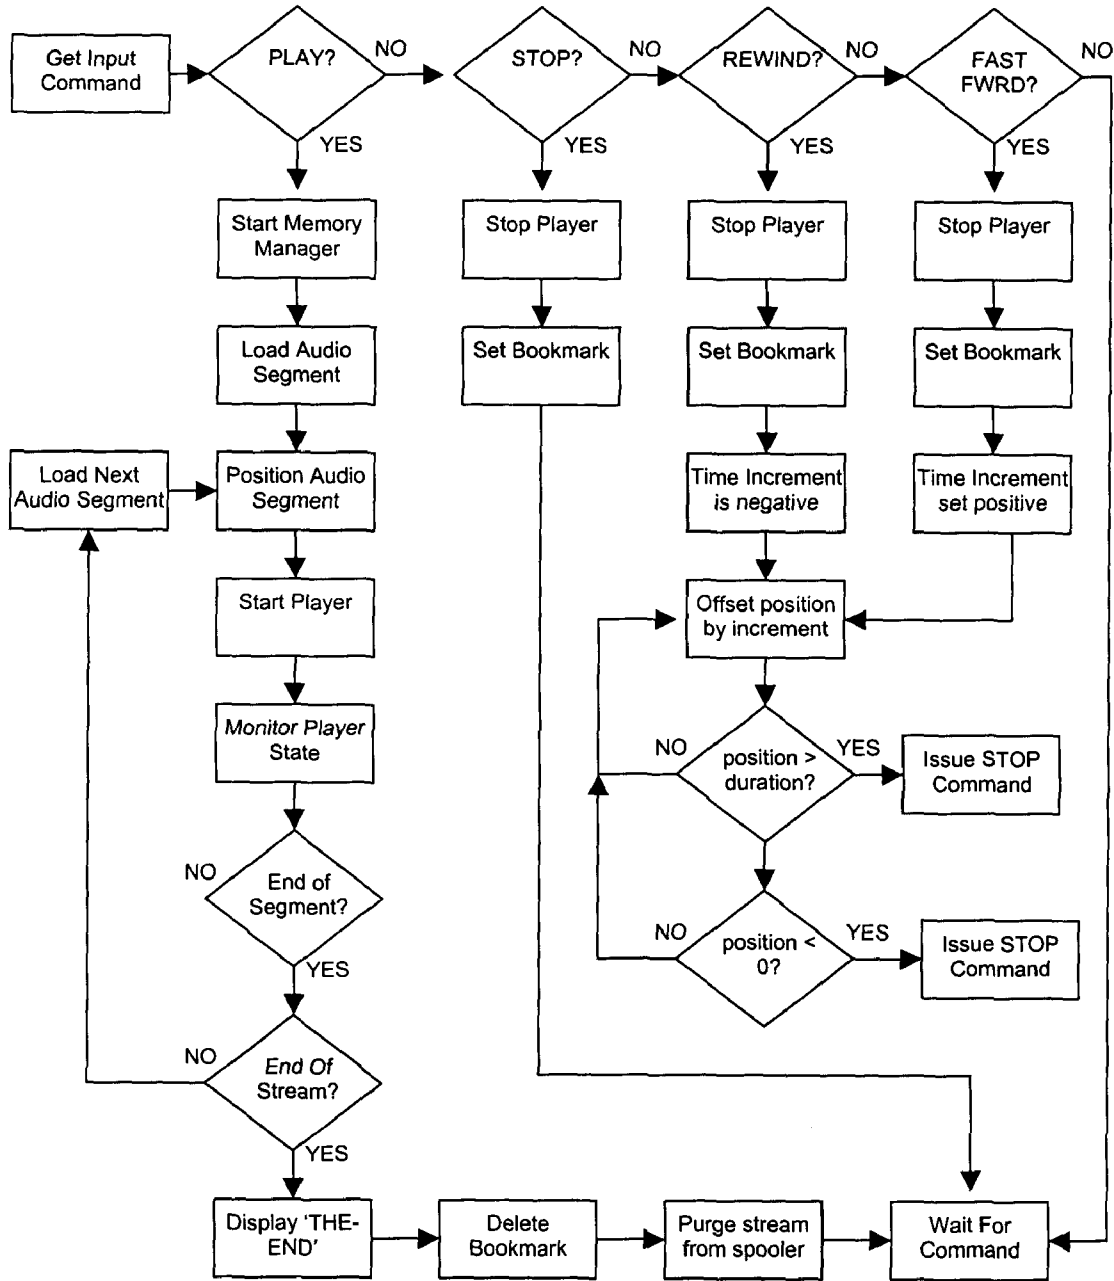 Get Input
Command
PLAY?
NO
STOP?
NO
REWIND?
NO
FAST
FWRD?
NO
YES
YES
YES
YES
Start Memory
Manager
Stop Player
Stop Player
Stop Player
Load Audio
Segment
Set Bookmark
Set Bookmark
Set Bookmark
Load Next
Audio Segment
Position Audio
Segment
Time Increment
is negative
Time Increment
set positive
Start Player
Offset position
by increment
Monitor Player
State
NO
position >
duration?
YES
Issue STOP
Command
NO
End of
Segment?
YES
NO
position <
0?
YES
Issue STOP
Command
NO
End Of
Stream?
YES
Display 'THE-
END'
Delete
Bookmark
Purge stream
from spooler
Wait For
Command